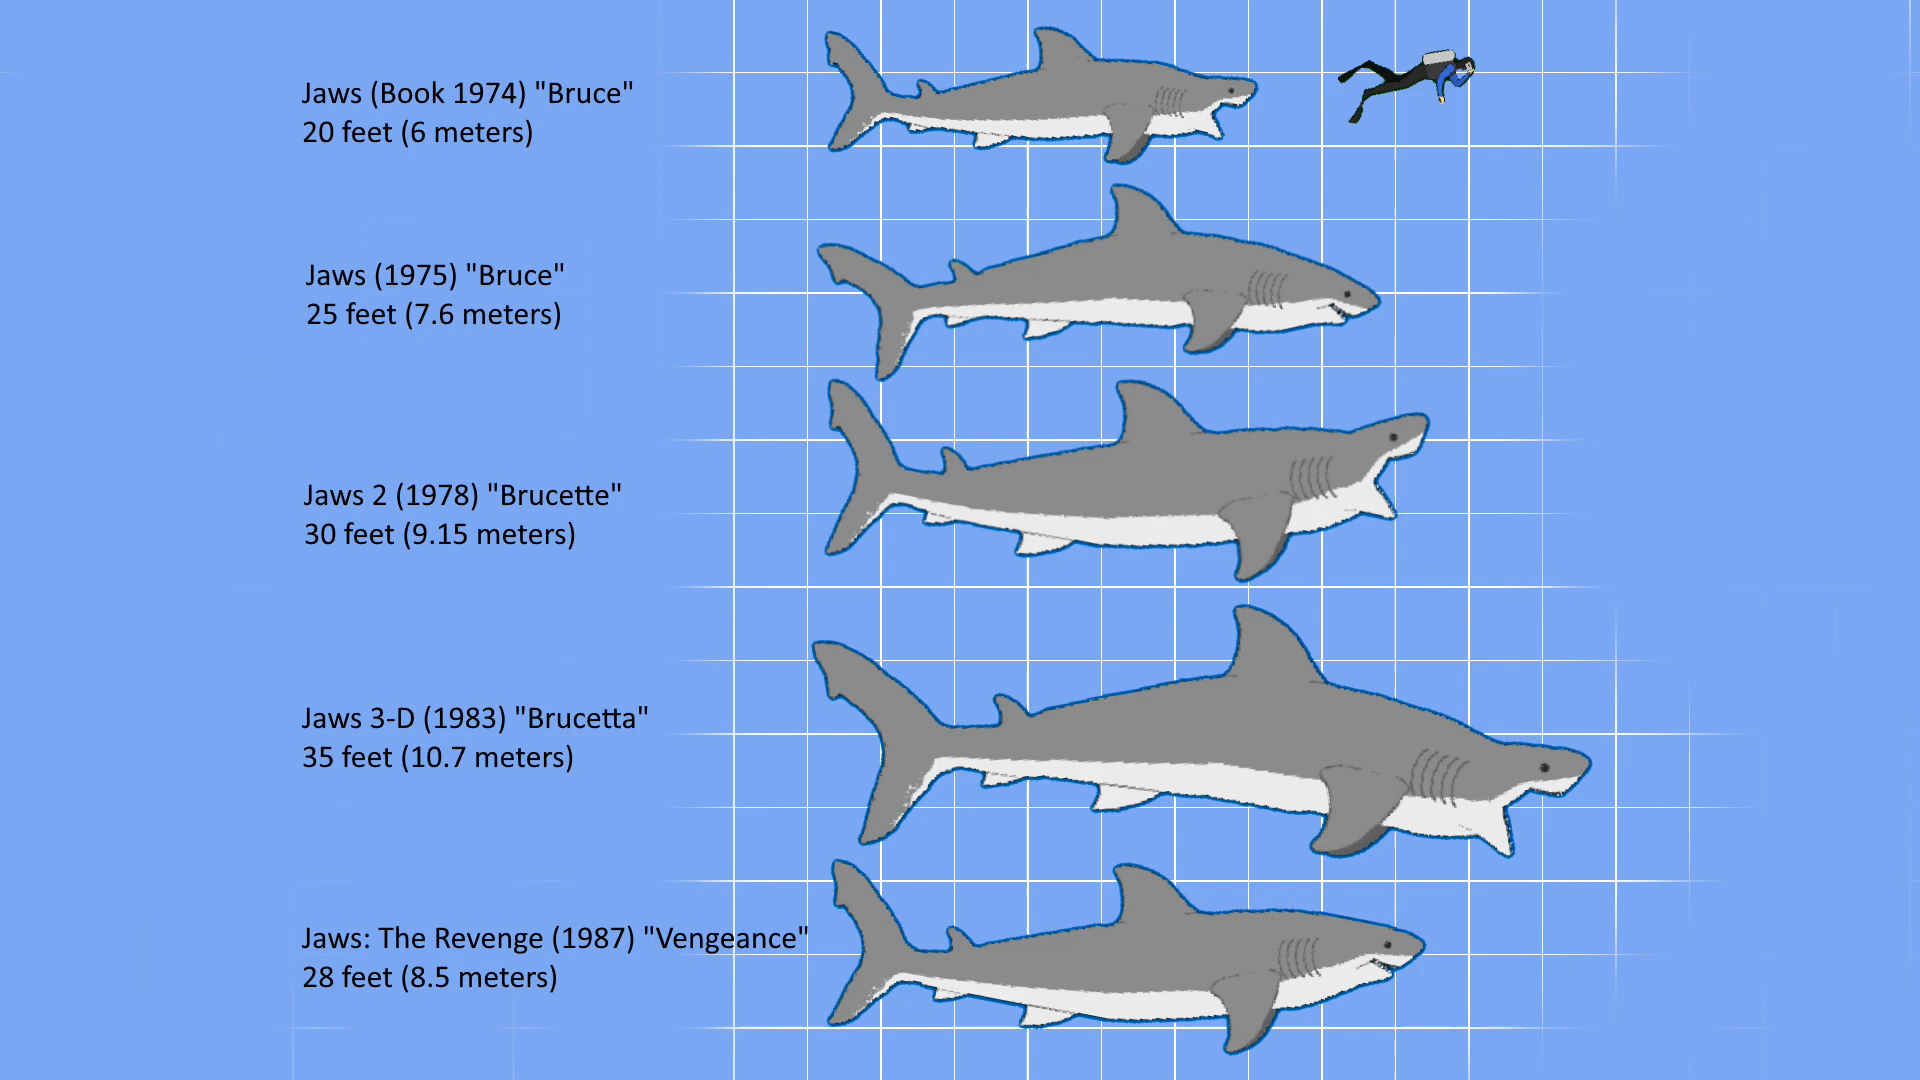 Jaws (Book 1974) "Bruce"
20 feet (6 meters)
Jaws (1975) "Bruce"
25 feet (7.6 meters)
Jaws 2 (1978) "Brucette"
30 feet (9.15 meters)
Jaws 3-D (1983) "Brucetta"
35 feet (10.7 meters)
Jaws: The Revenge (1987) "Vengeance"
28 feet (8.5 meters)